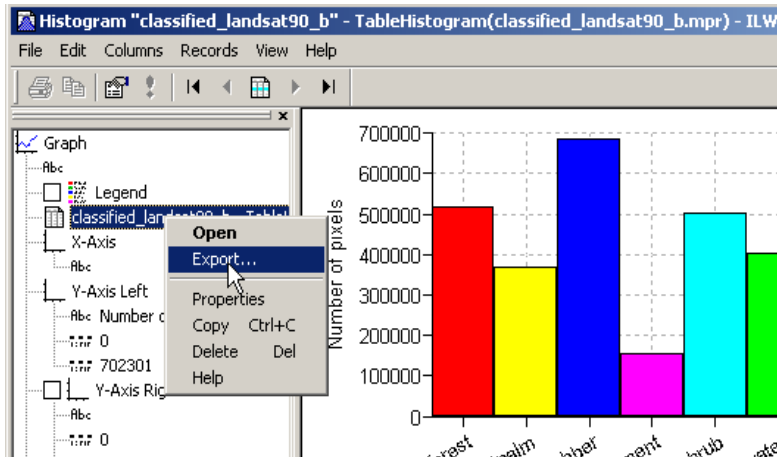 Histogram "classified_landsat90_b" - TableHistogram(classified_landsat90_b.mpr) - ILW
File Edit Columns Records View Help
Graph
Abc
Legend
X-Axis
Abc
Y-Axis Left
Abc Number
0
702301
Y-Axis
Abc
0
Open
Export...
Properties
Copy Ctrl+C
Delete Del
Help
Number of pixels
700000
600000
500000
400000
300000
200000
100000
0